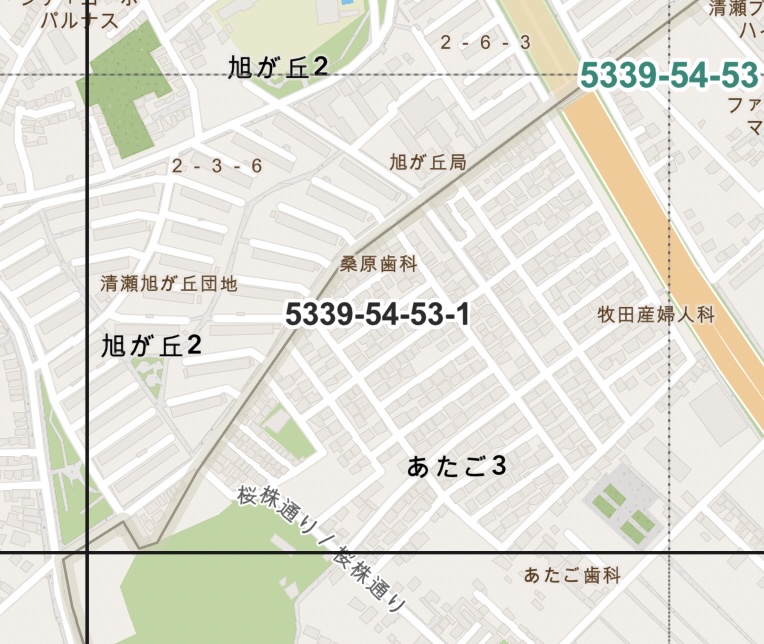 パルナス
清瀬
2-6-3
旭が丘2
5339-54-53
ファ
マ
2-3-6
旭が丘局
桑原歯科
清瀬旭が丘団地
5339-54-53-1
牧田産婦人科
旭が丘2
あたご3
桜株通り / 桜株通り
あたご歯科